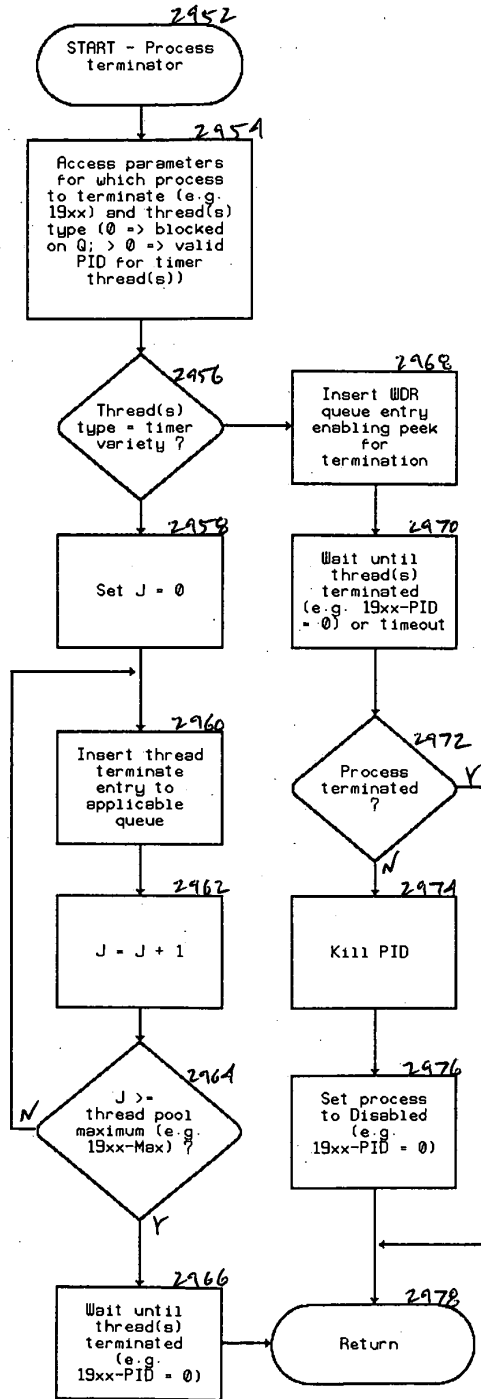 2952
START - Process
terminator
2954
Access parameters
for which process
to terminate (e.g.
19xx) and thread(s)
type (0 => blocked
on Q; > 0 => valid
PID for timer
thread(s))
2956
Thread(s)
type = timer
variety ?
2968
Insert WDR
queue entry
enabling peek
for
termination
2958
Set J = 0
2970
Wait until
thread(s)
terminated
(e.g. 19xx-PID
= 0) or timeout
2960
Insert thread
terminate
entry to
applicable
queue
2972
Process
terminated
?
Y
N
2962
J = J + 1
2974
Kill PID
2964
J >=
thread pool
maximum (e.g.
19xx-Max) ?
N
Y
2976
Set process
to Disabled
(e.g.
19xx-PID = 0)
2966
Wait until
thread(s)
terminated
(e.g.
19xx-PID = 0)
2978
Return